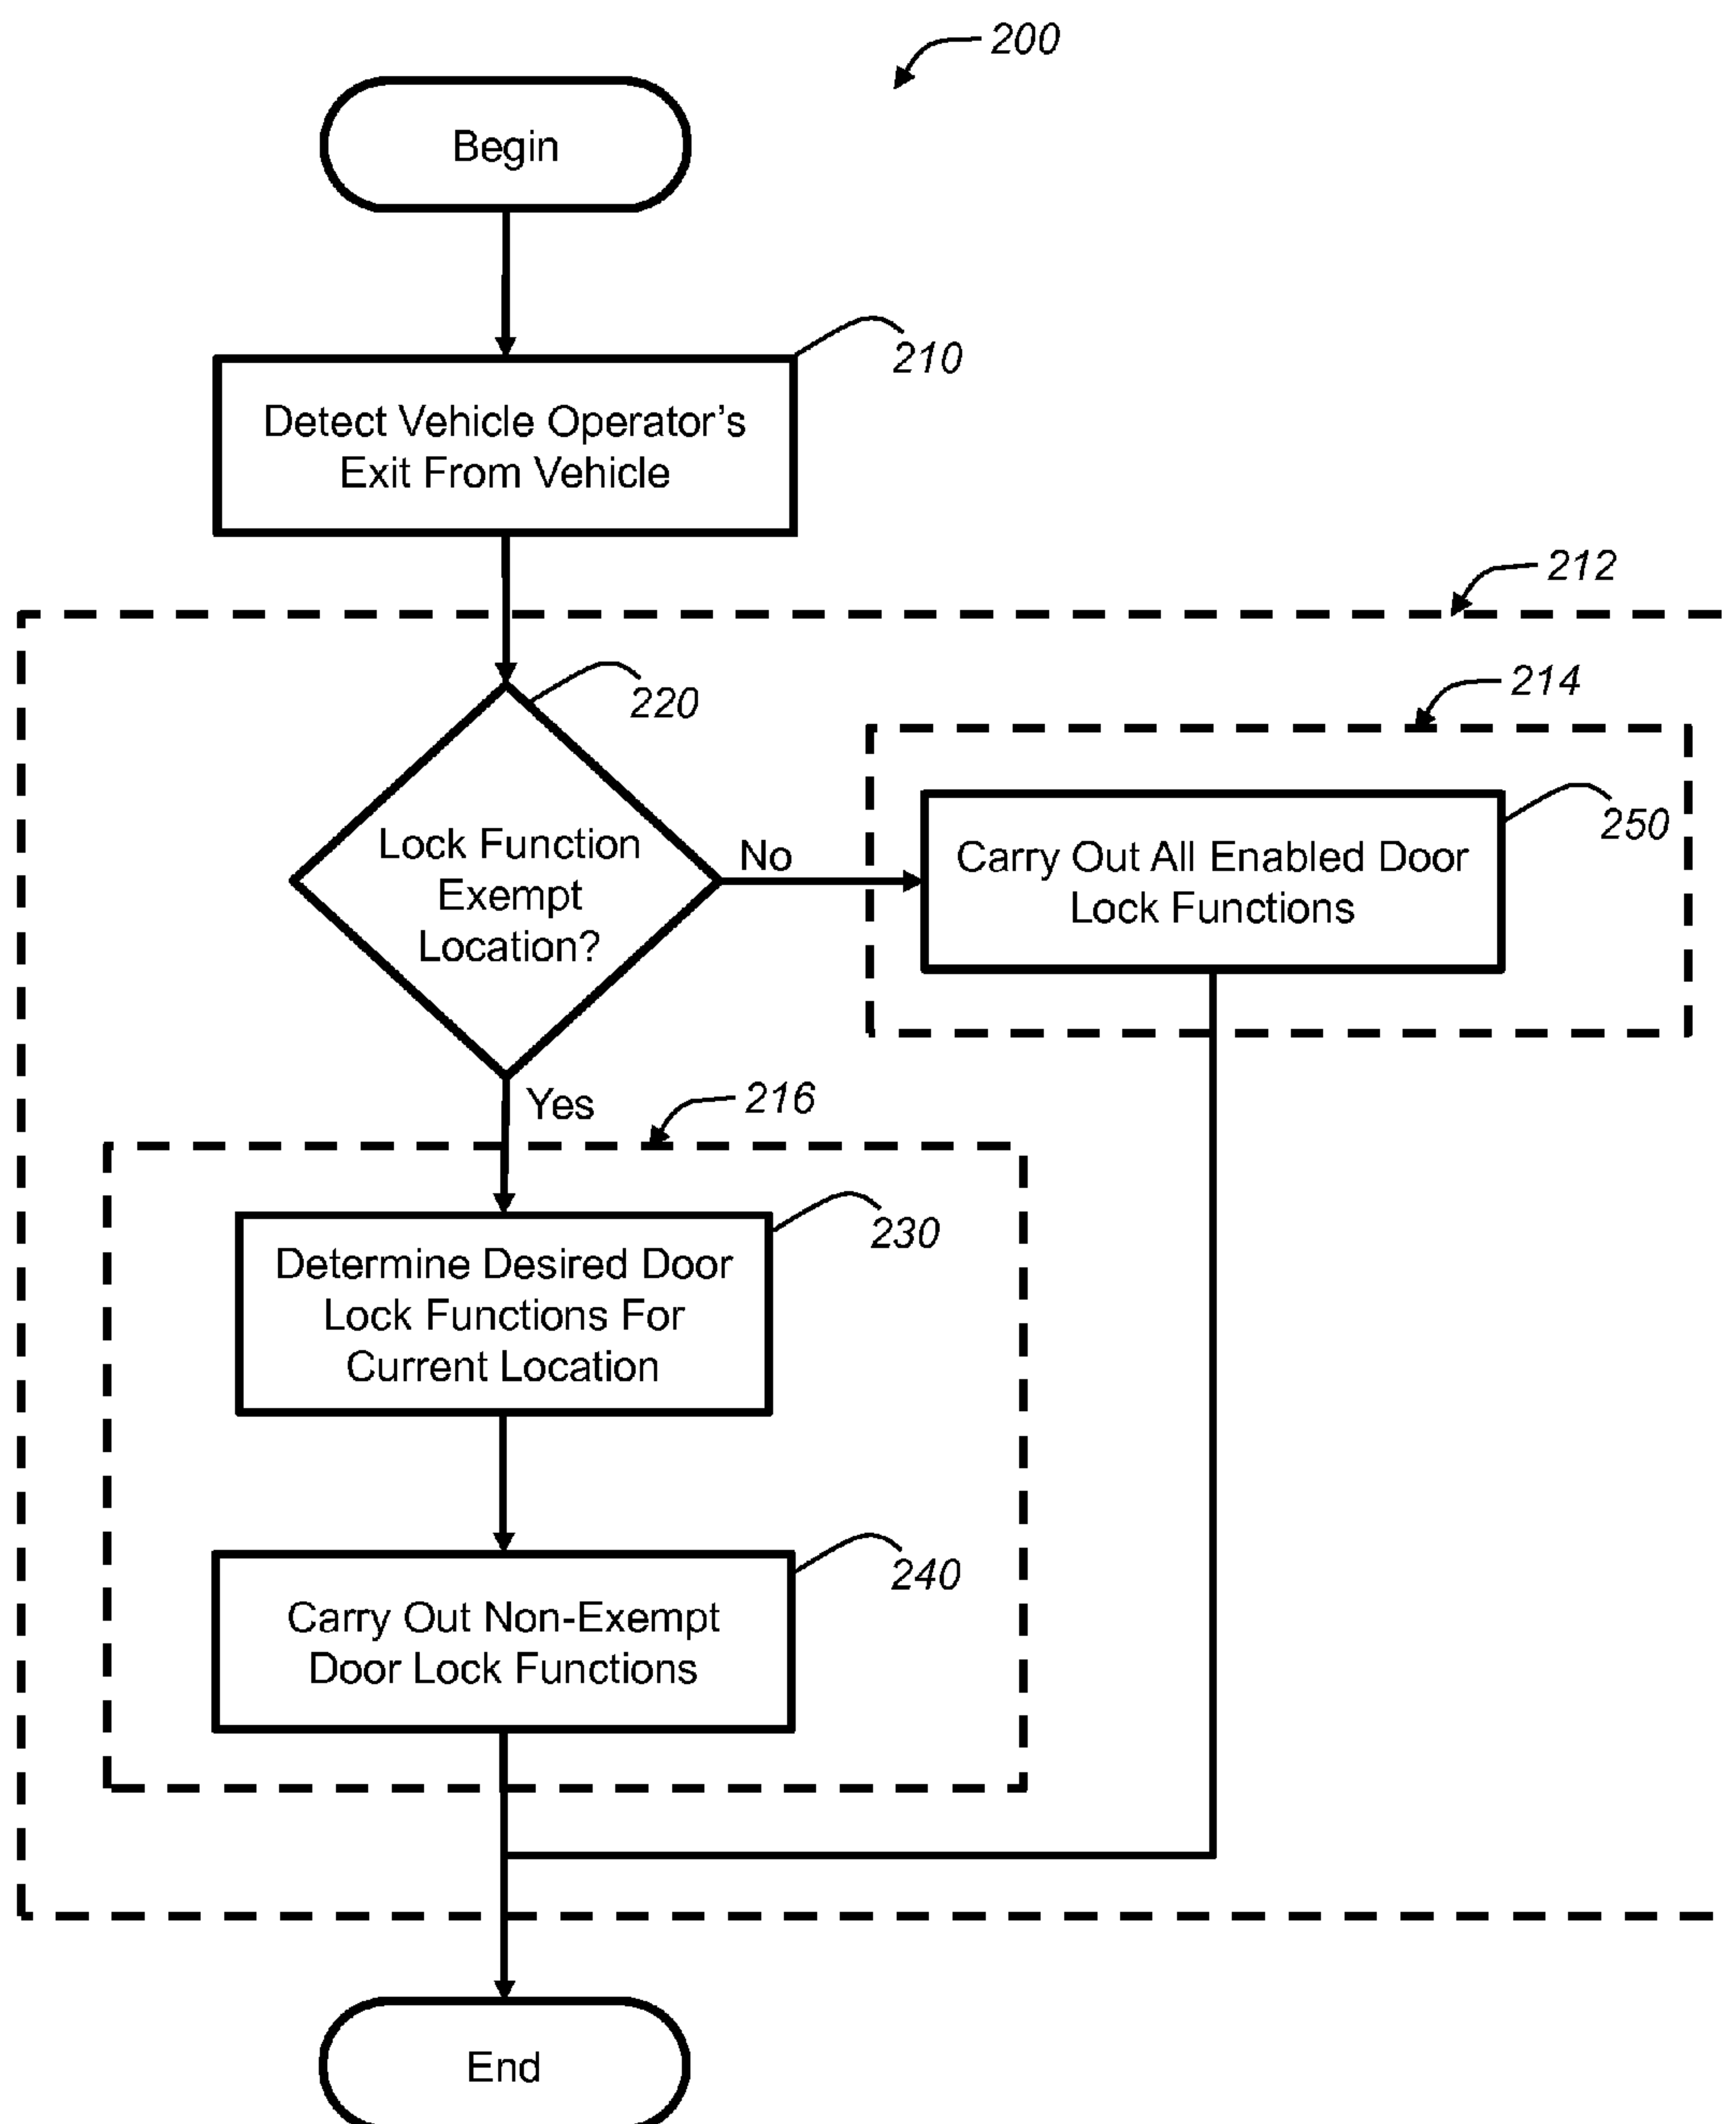 200
Begin
210
Detect Vehicle Operator’s
Exit From Vehicle
212
214
220
250
Lock Function
Exempt
Location?
No
Carry Out All Enabled Door
Lock Functions
Yes
216
230
Determine Desired Door
Lock Functions For
Current Location
240
Carry Out Non-Exempt
Door Lock Functions
End